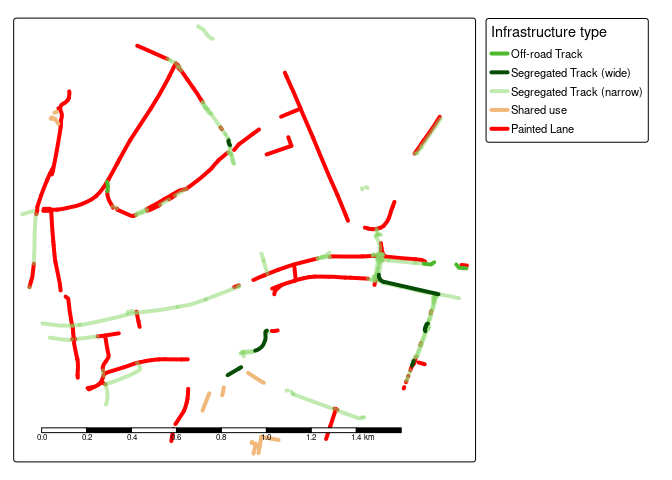 Infrastructure type
Off-road Track
Segregated Track (wide)
Segregated Track (narrow)
Shared use
Painted Lane
0.0 0.2 0.4 0.6 0.8 1.0 1.2 1.4 km